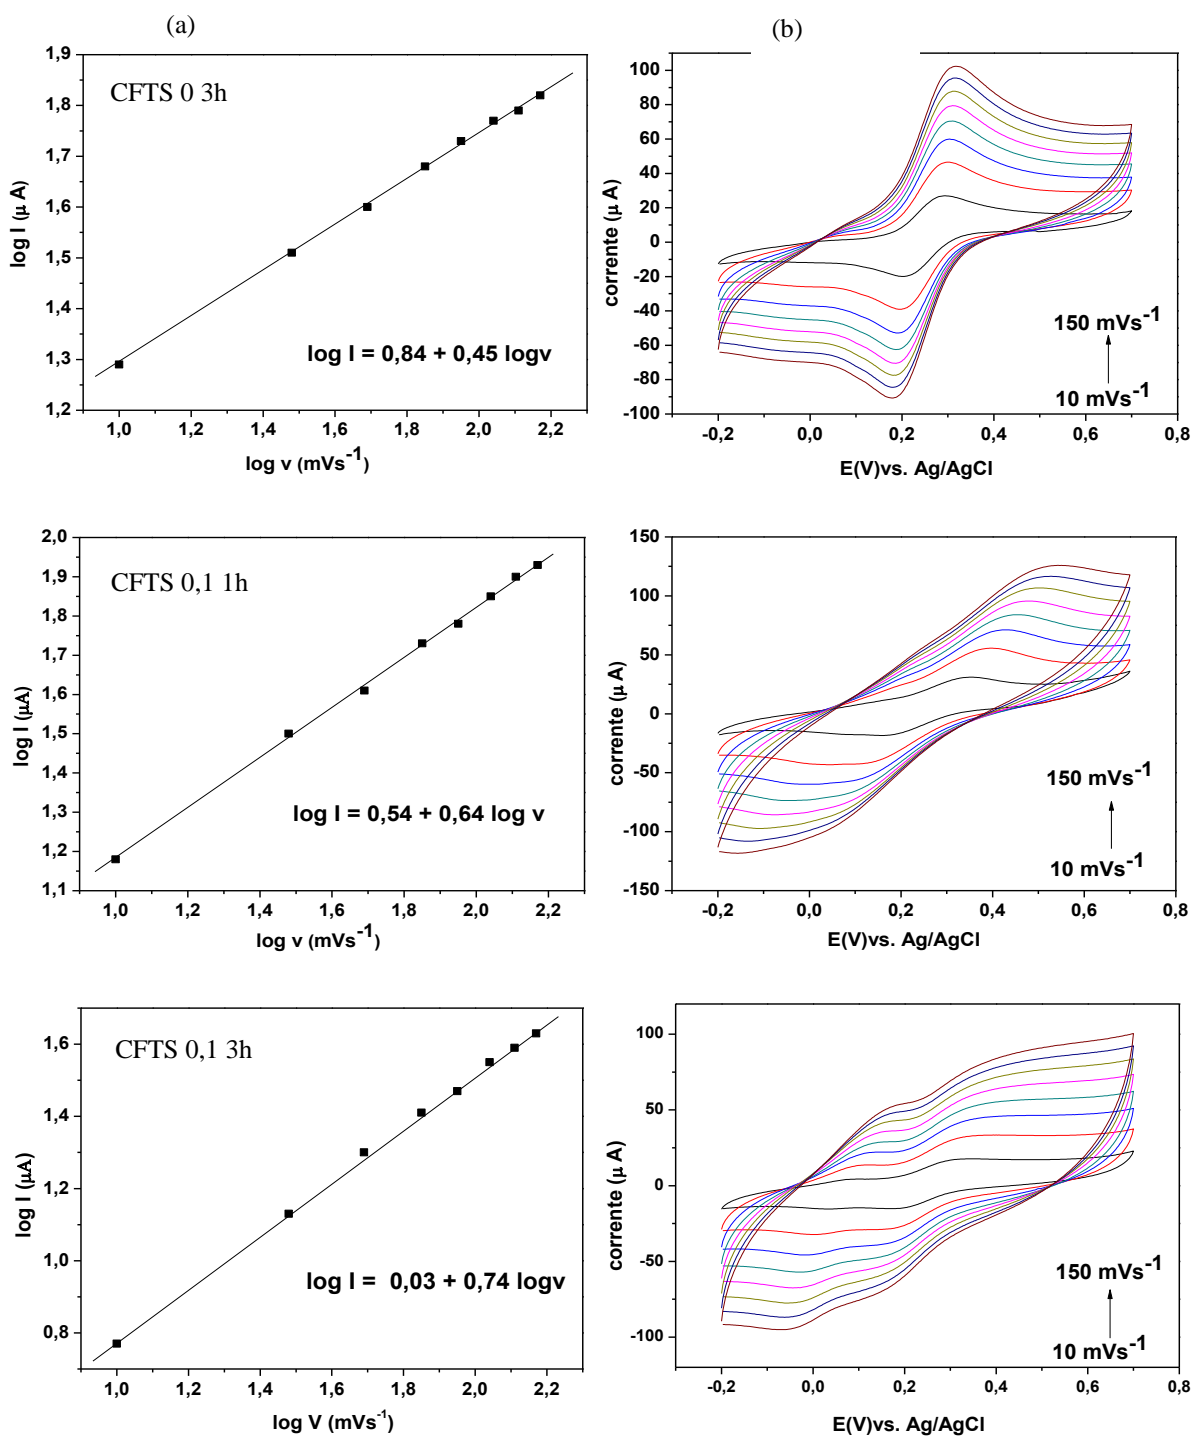 (a)
(b)
1,9
1,8
1,7
1,6
1,5
1,4
1,3
1,2
log I (μ A)
CFTS 0 3h
log I = 0,84 + 0,45 logv
1,0 1,2 1,4 1,6 1,8 2,0 2,2
log v (mVs-1)
100
80
60
40
20
0
-20
-40
-60
-80
-100
corrente (μ A)
150 mVs-1
10 mVs-1
-0,2 0,0 0,2 0,4 0,6 0,8
E(V)vs. Ag/AgCl
2,0
1,9
1,8
1,7
1,6
1,5
1,4
1,3
1,2
1,1
log I (μA)
CFTS 0,1 1h
log I = 0,54 + 0,64 log v
1,0 1,2 1,4 1,6 1,8 2,0 2,2
log v (mVs-1)
150
100
50
0
-50
-100
-150
corrente (μ A)
150 mVs-1
10 mVs-1
-0,2 0,0 0,2 0,4 0,6 0,8
E(V)vs. Ag/AgCl
1,6
1,4
1,2
1,0
0,8
log I (μA)
CFTS 0,1 3h
log I = 0,03 + 0,74 logv
1,0 1,2 1,4 1,6 1,8 2,0 2,2
log V (mVs-1)
100
50
0
-50
-100
corrente (μ A)
150 mVs-1
10 mVs-1
-0,2 0,0 0,2 0,4 0,6 0,8
E(V)vs. Ag/AgCl